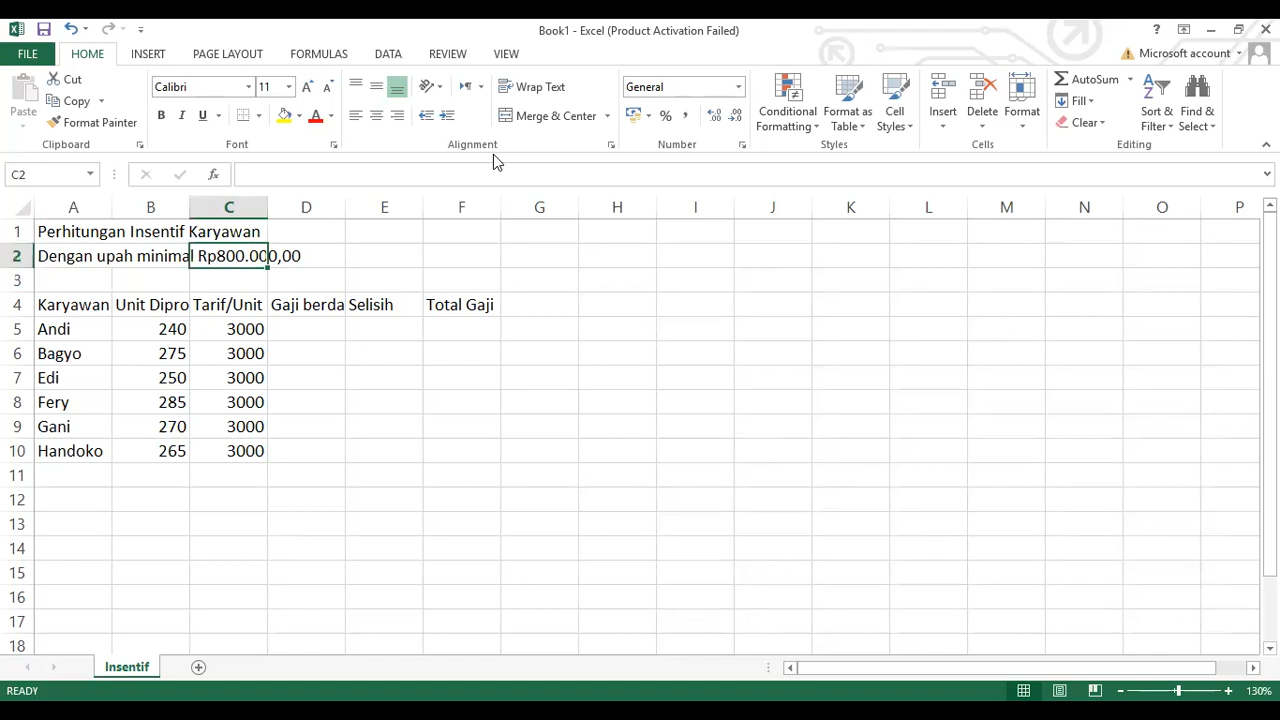 Book1 - Excel (Product Activation Failed)
FILE HOME INSERT PAGE LAYOUT FORMULAS DATA REVIEW VIEW Microsoft account
Paste Cut Copy Format Painter Clipboard
Calibri 11 B I U A Font
Wrap Text Merge & Center Alignment
General % , Number
Conditional Formatting Format as Table Cell Styles Styles
Insert Delete Format Cells
AutoSum Fill Clear Sort & Filter Find & Select Editing
C2 fx
A B C D E F G H I J K L M N O P
1 Perhitungan Insentif Karyawan
2 Dengan upah minimal Rp800.000,00
3
4 Karyawan Unit Dipro Tarif/Unit Gaji berda Selisih Total Gaji
5 Andi 240 3000
6 Bagyo 275 3000
7 Edi 250 3000
8 Fery 285 3000
9 Gani 270 3000
10 Handoko 265 3000
11
12
13
14
15
16
17
18
Insentif
READY 130%